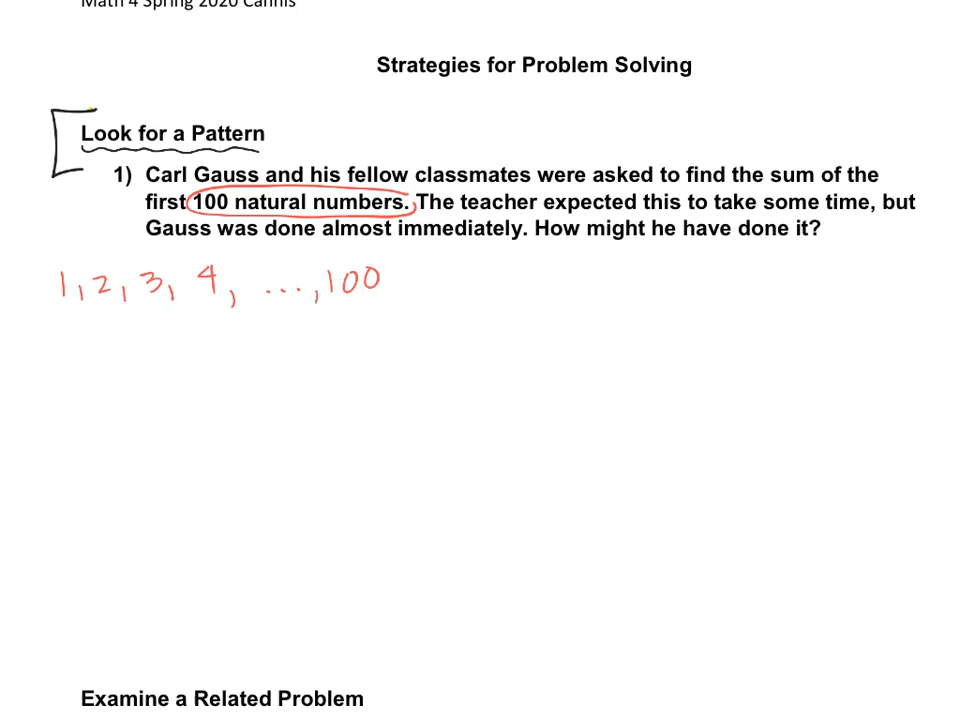 Math 4 Spring 2020 Cannis
Strategies for Problem Solving
Look for a Pattern
1) Carl Gauss and his fellow classmates were asked to find the sum of the
first 100 natural numbers. The teacher expected this to take some time, but
Gauss was done almost immediately. How might he have done it?
1, 2, 3, 4, ..., 100
Examine a Related Problem